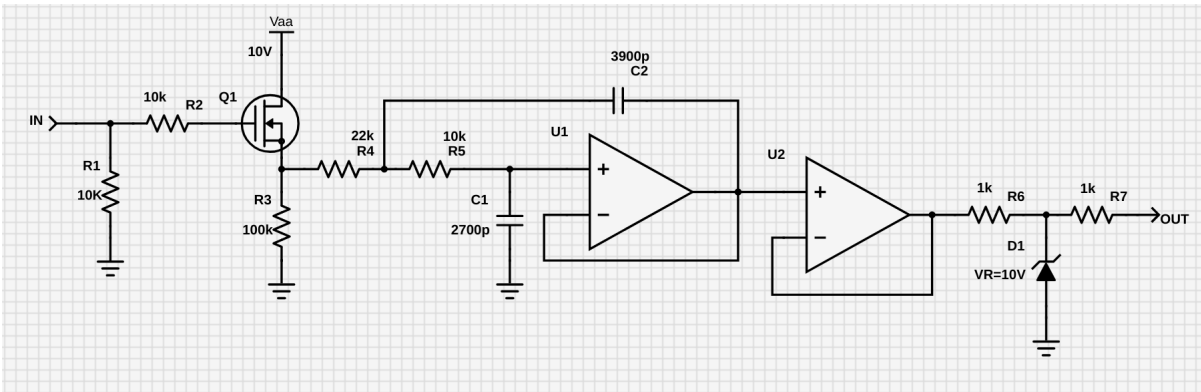 Vaa
10V
IN
10k
R2
Q1
R1
10K
R3
100k
22k
R4
10k
R5
C1
2700p
3900p
C2
U1
+
−
U2
+
−
1k
R6
1k
R7
OUT
D1
VR=10V